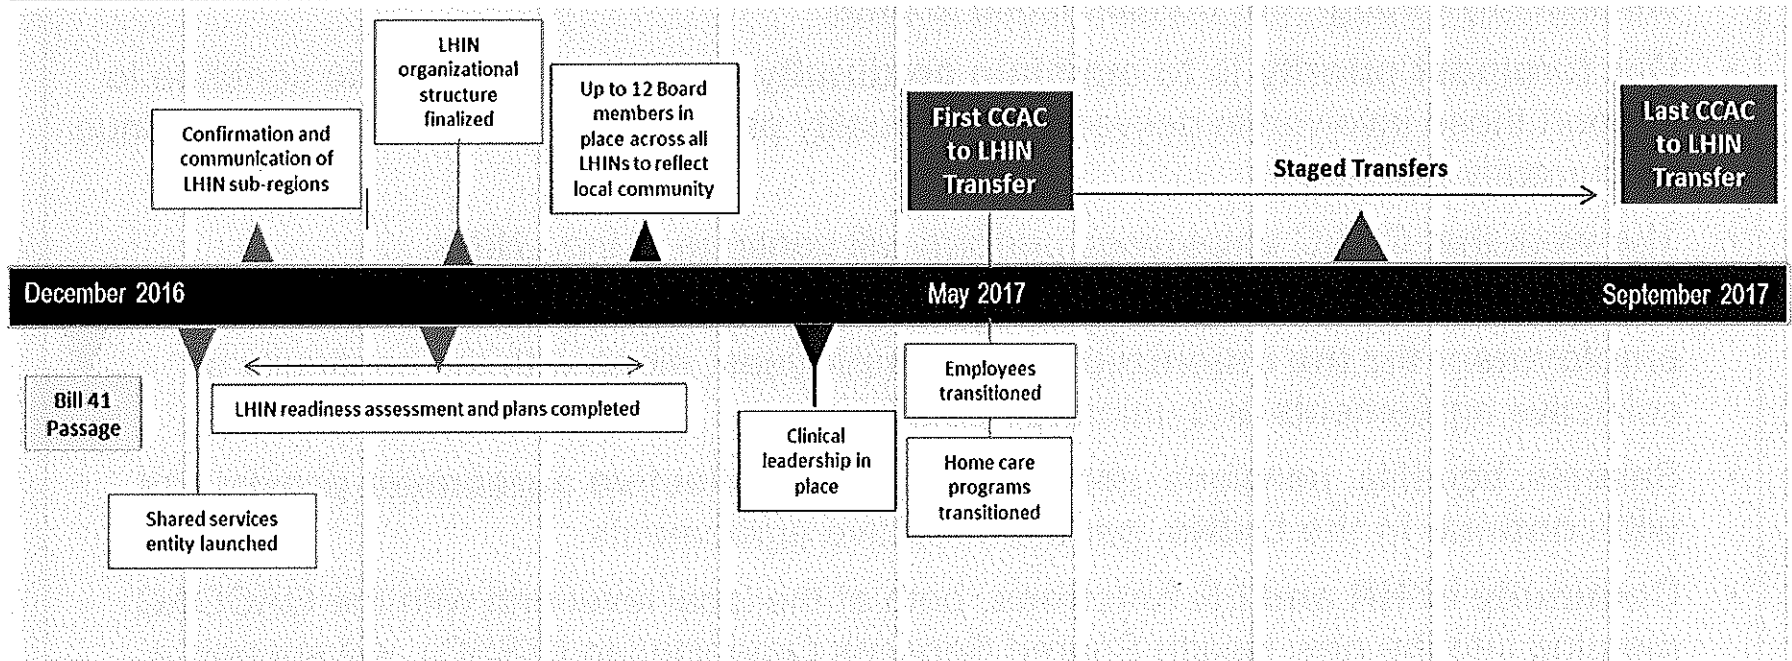 LHIN
organizational
structure
finalized
Confirmation and
communication of
LHIN sub-regions
Up to 12 Board
members in
place across all
LHINs to reflect
local community
First CCAC
to LHIN
Transfer
Staged Transfers
Last CCAC
to LHIN
Transfer
December 2016
May 2017
September 2017
Bill 41
Passage
LHIN readiness assessment and plans completed
Shared services
entity launched
Clinical
leadership in
place
Employees
transitioned
Home care
programs
transitioned